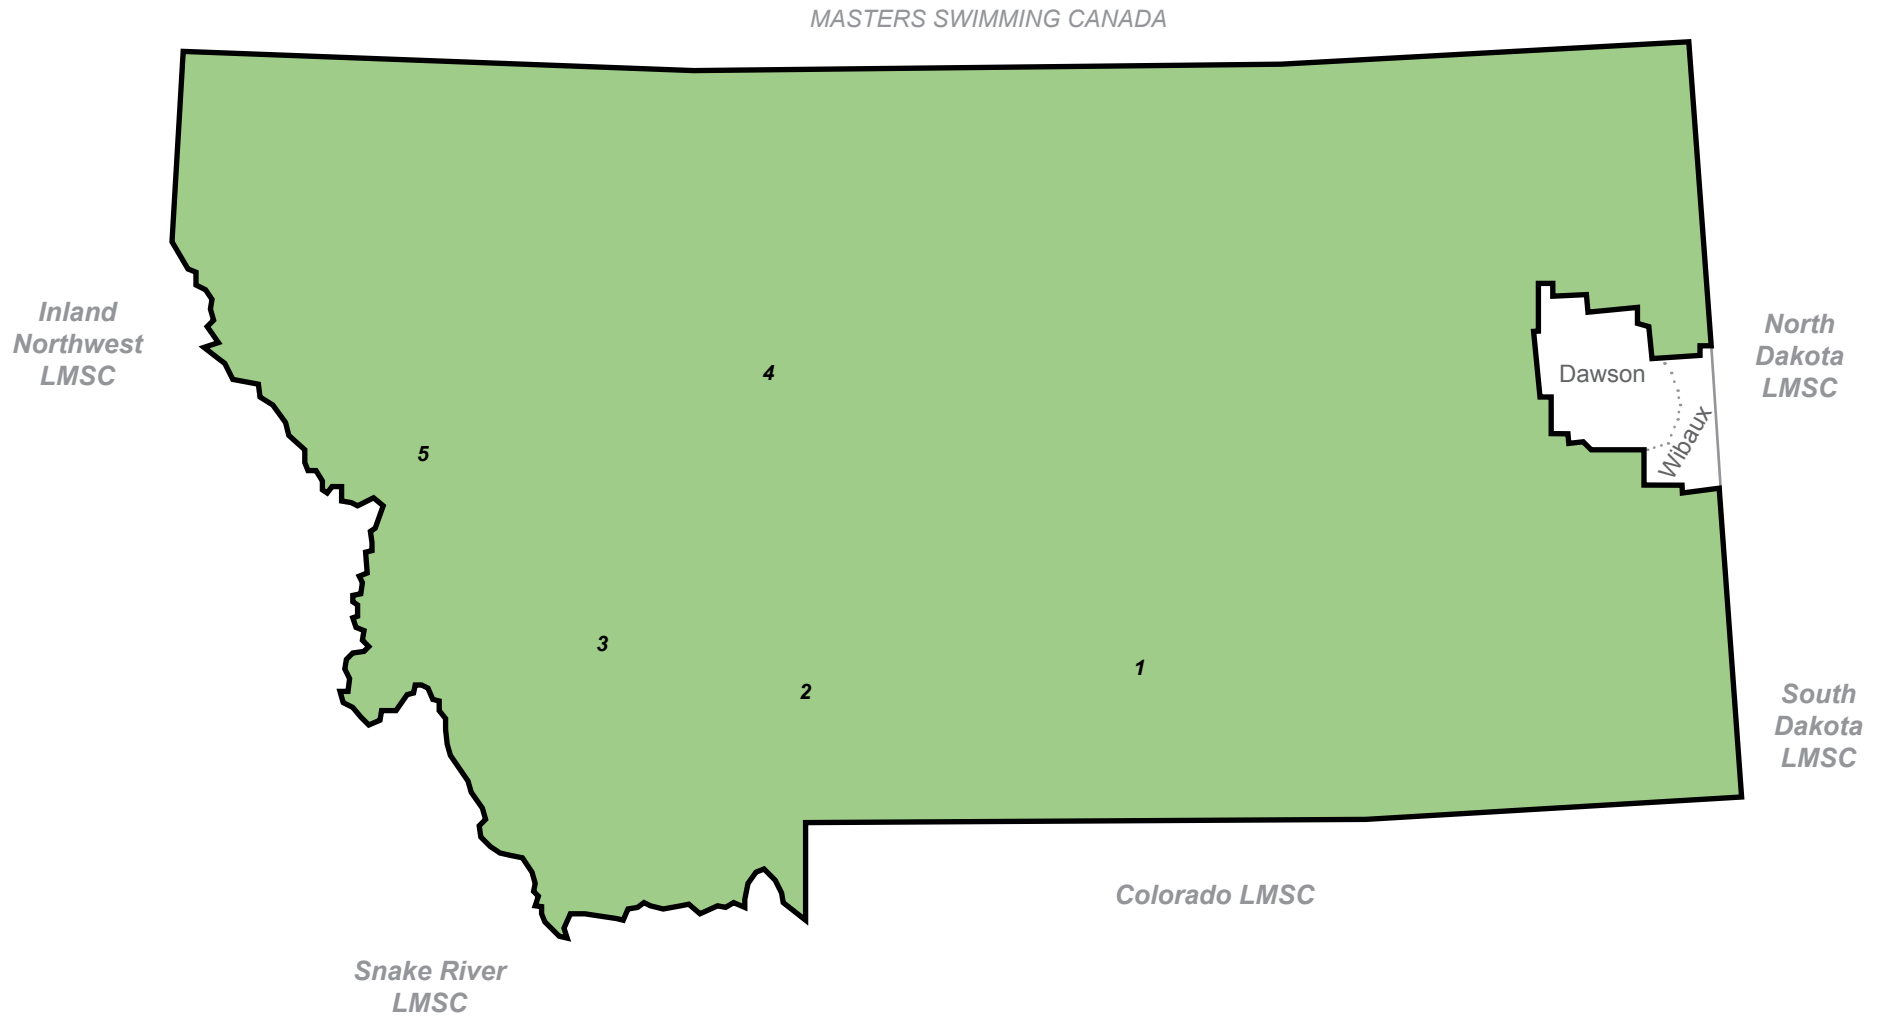 MASTERS SWIMMING CANADA
Inland
Northwest
LMSC
North
Dakota
LMSC
4
Dawson
Wibaux
5
3
1
2
South
Dakota
LMSC
Colorado LMSC
Snake River
LMSC